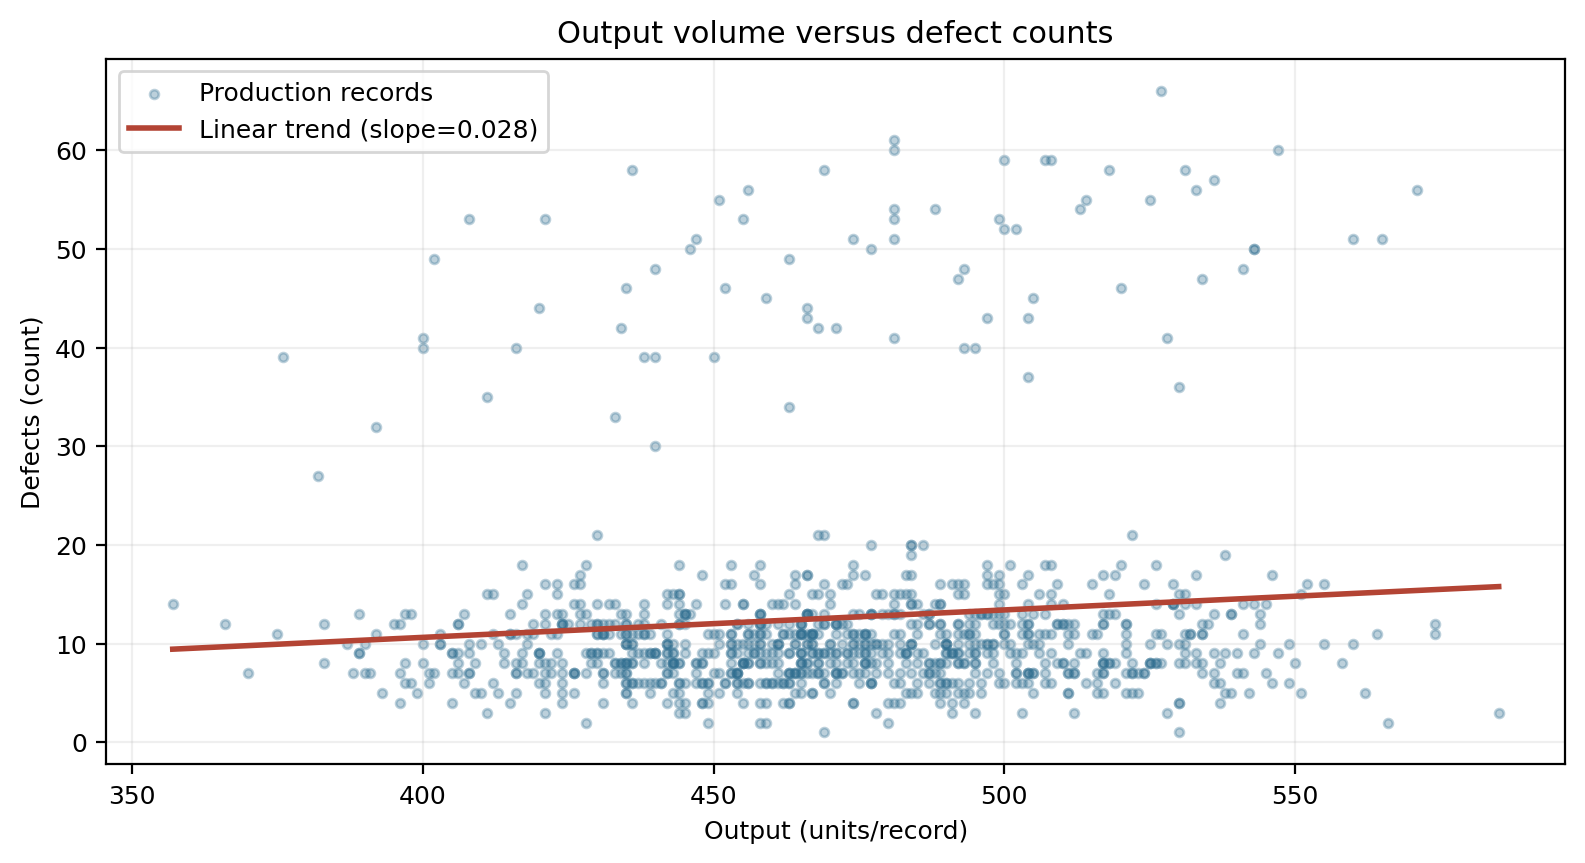 Output volume versus defect counts
Production records
Linear trend (slope=0.028)
Defects (count)
60
50
40
30
20
10
0
350 400 450 500 550
Output (units/record)